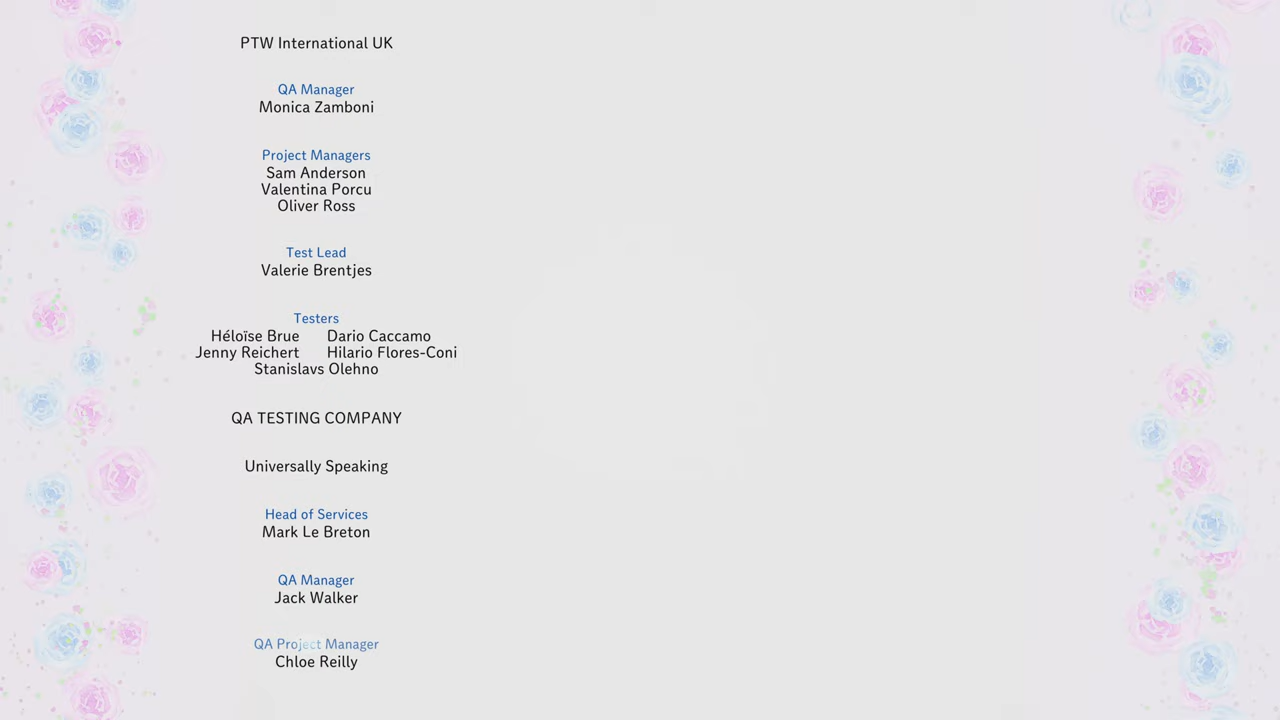 PTW International UK
QA Manager
Monica Zamboni
Project Managers
Sam Anderson
Valentina Porcu
Oliver Ross
Test Lead
Valerie Brentjes
Testers
Héloïse Brue Dario Caccamo
Jenny Reichert Hilario Flores-Coni
Stanislavs Olehno
QA TESTING COMPANY
Universally Speaking
Head of Services
Mark Le Breton
QA Manager
Jack Walker
QA Project Manager
Chloe Reilly